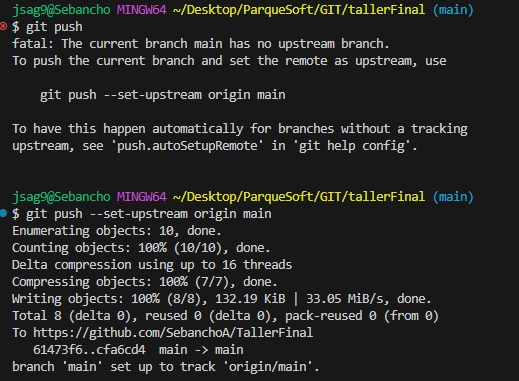 jsag9@Sebancho MINGW64 ~/Desktop/ParqueSoft/GIT/tallerFinal (main)
$ git push
fatal: The current branch main has no upstream branch.
To push the current branch and set the remote as upstream, use
    git push --set-upstream origin main
To have this happen automatically for branches without a tracking
upstream, see 'push.autoSetupRemote' in 'git help config'.
jsag9@Sebancho MINGW64 ~/Desktop/ParqueSoft/GIT/tallerFinal (main)
$ git push --set-upstream origin main
Enumerating objects: 10, done.
Counting objects: 100% (10/10), done.
Delta compression using up to 16 threads
Compressing objects: 100% (7/7), done.
Writing objects: 100% (8/8), 132.19 KiB | 33.05 MiB/s, done.
Total 8 (delta 0), reused 0 (delta 0), pack-reused 0 (from 0)
To https://github.com/SebanchoA/TallerFinal
   61473f6..cfa6cd4  main -> main
branch 'main' set up to track 'origin/main'.